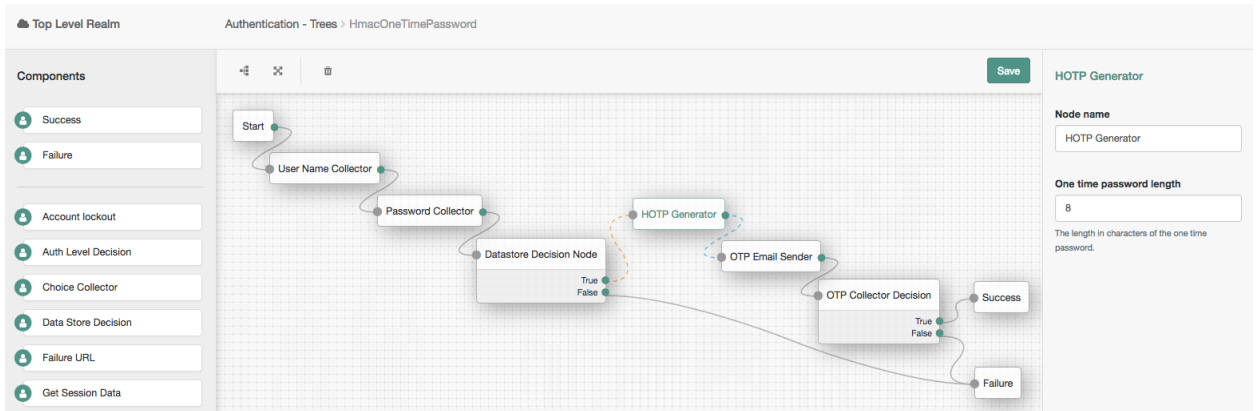 Top Level Realm
Authentication - Trees > HmacOneTimePassword
Components
Success
Failure
Account lockout
Auth Level Decision
Choice Collector
Data Store Decision
Failure URL
Get Session Data
Save
Start
User Name Collector
Password Collector
Datastore Decision Node
True
False
HOTP Generator
OTP Email Sender
OTP Collector Decision
True
False
Success
Failure
HOTP Generator
Node name
HOTP Generator
One time password length
8
The length in characters of the one time
password.